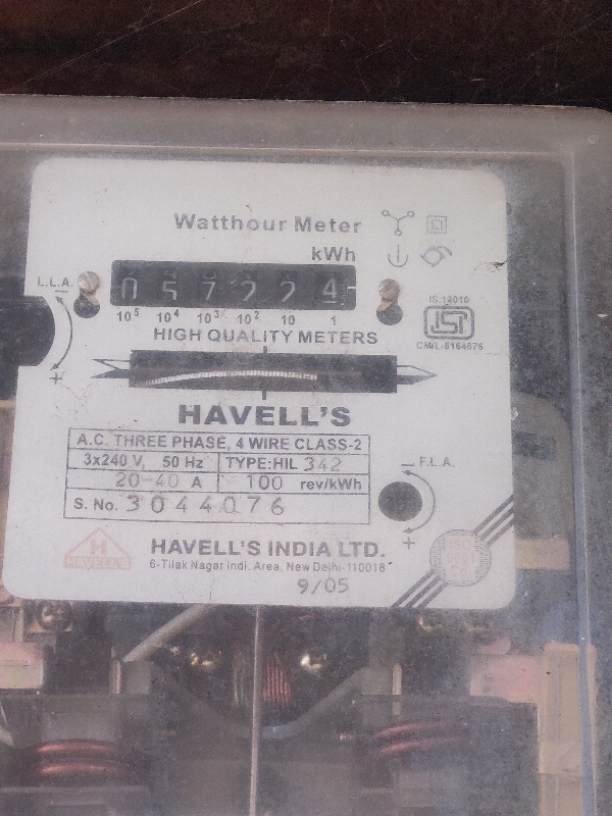 Watthour Meter
kWh
L.L.A.
057224
10⁵ 10⁴ 10³ 10² 10 1
IS:13010
ISI
CM/L-8164875
HIGH QUALITY METERS
+
HAVELL'S
A.C. THREE PHASE, 4 WIRE CLASS-2
3x240 V, 50 Hz TYPE:HIL 342
20-40 A 100 rev/kWh
S. No. 3044076
– F.L.A.
+
H
HAVELL'S
HAVELL'S INDIA LTD.
6-Tilak Nagar Indl. Area, New Delhi-110018
9/05